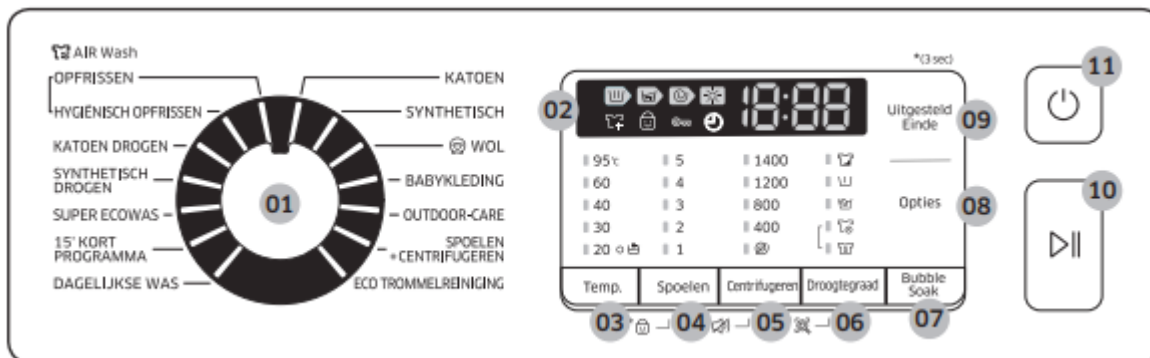 AIR Wash
OPFRISSEN
HYGIËNISCH OPFRISSEN
KATOEN DROGEN
SYNTHETISCH
DROGEN
SUPER ECOWAS
15' KORT
PROGRAMMA
DAGELIJKSE WAS
01
KATOEN
SYNTHETISCH
WOL
BABYKLEDING
OUTDOOR-CARE
SPOELEN
+CENTRIFUGEREN
ECO TROMMELREINIGING
*(3 sec)
02
18:88
95℃ 5 1400
60 4 1200
40 3 800
30 2 400
20 1
Uitgesteld
Einde
09
Opties
08
Temp. Spoelen Centrifugeren Droogtegraad Bubble
Soak
03 04 05 06 07
11
10